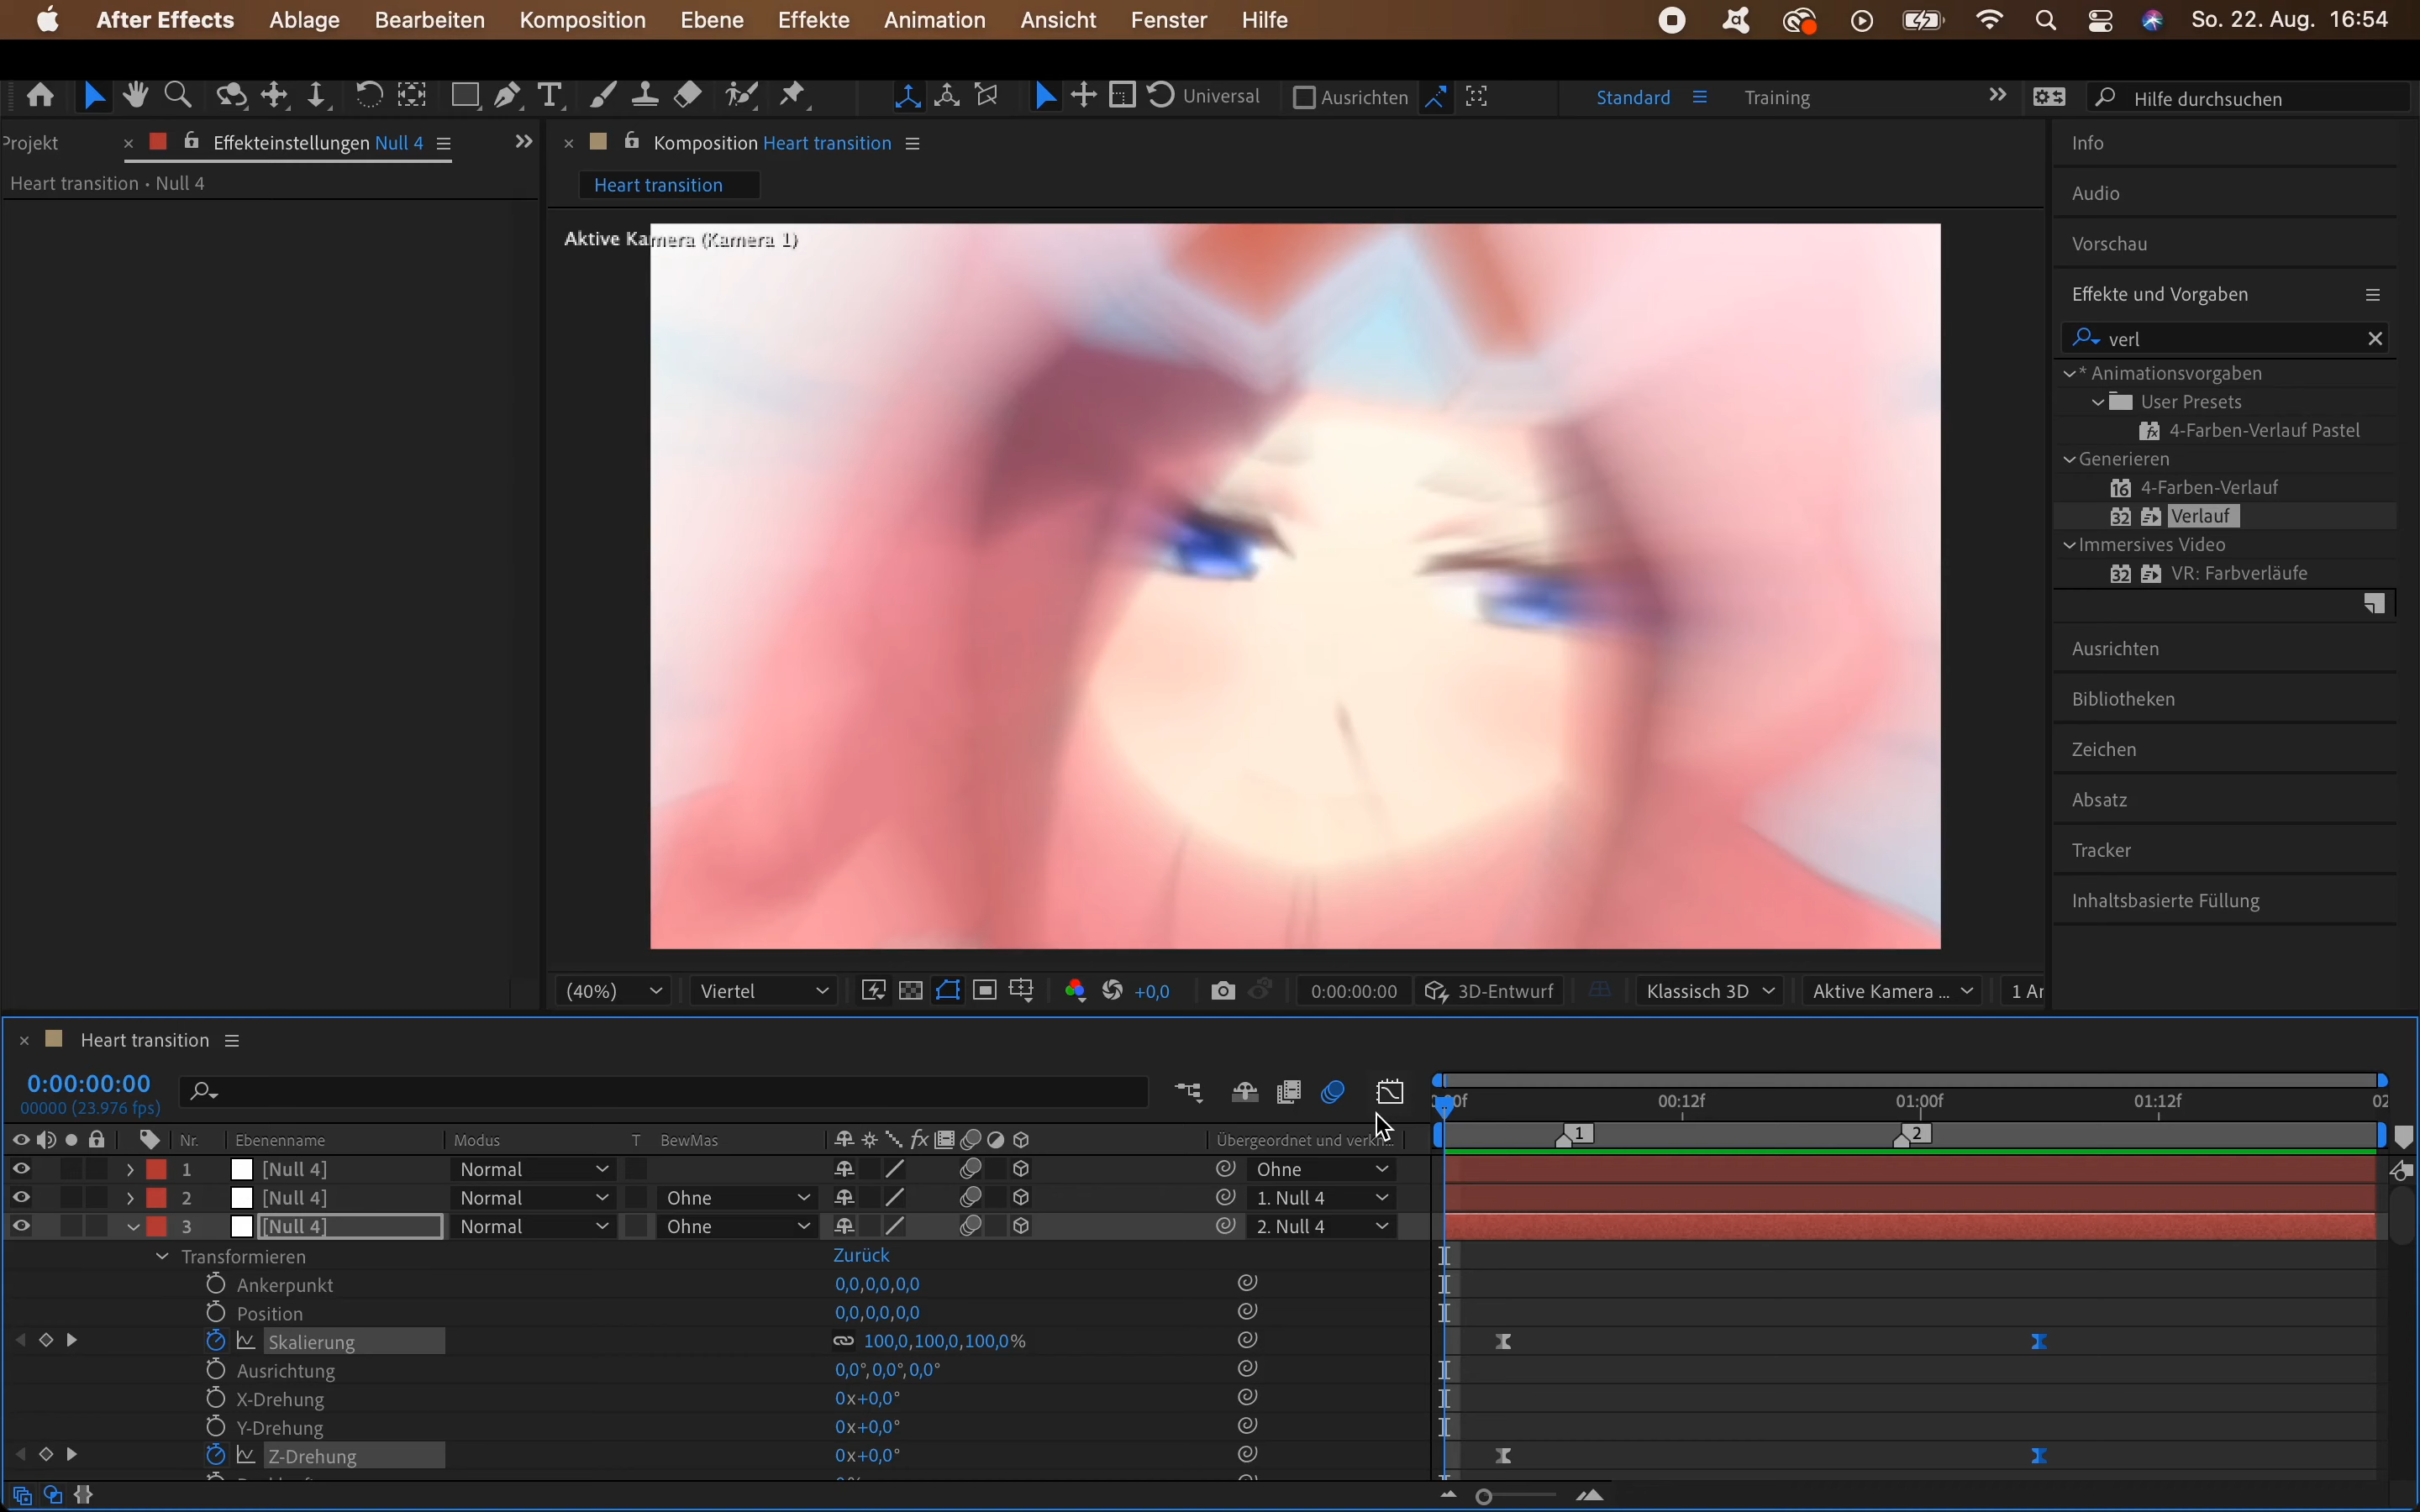 After Effects Ablage Bearbeiten Komposition Ebene Effekte Animation Ansicht Fenster Hilfe So. 22. Aug. 16:54
Universal Ausrichten Standard Training Hilfe durchsuchen
Projekt Effekteinstellungen Null 4
Heart transition • Null 4
Komposition Heart transition
Heart transition
Aktive Kamera (Kamera 1)
Info
Audio
Vorschau
Effekte und Vorgaben
verl
* Animationsvorgaben
User Presets
4-Farben-Verlauf Pastel
Generieren
16 4-Farben-Verlauf
32 Verlauf
Immersives Video
32 VR: Farbverläufe
Ausrichten
Bibliotheken
Zeichen
Absatz
Tracker
Inhaltsbasierte Füllung
(40%) Viertel +0,0 0:00:00:00 3D-Entwurf Klassisch 3D Aktive Kamera ... 1 Ar
Heart transition
0:00:00:00
00000 (23.976 fps)
00f 00:12f 01:00f 01:12f 02
1 2
Nr. Ebenenname Modus T BewMas Übergeordnet und verkn...
1 [Null 4] Normal Ohne
2 [Null 4] Normal Ohne 1. Null 4
3 [Null 4] Normal Ohne 2. Null 4
Transformieren Zurück
Ankerpunkt 0,0,0,0,0,0
Position 0,0,0,0,0,0
Skalierung 100,0,100,0,100,0%
Ausrichtung 0,0°,0,0°,0,0°
X-Drehung 0x+0,0°
Y-Drehung 0x+0,0°
Z-Drehung 0x+0,0°